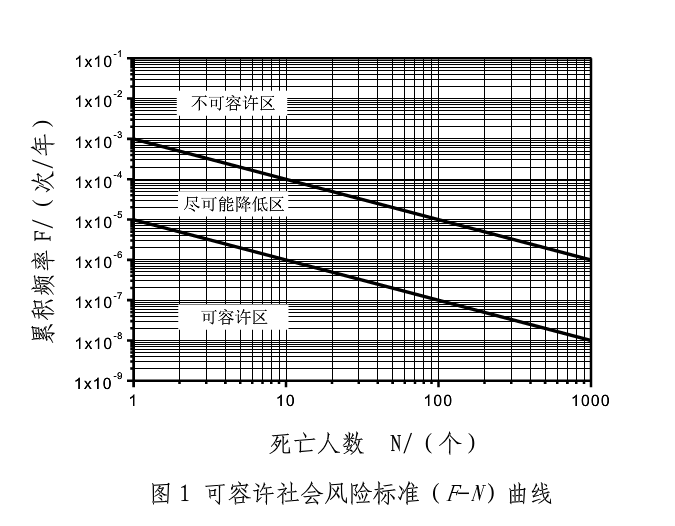 1x10⁻¹
1x10⁻²
不可容许区
1x10⁻³
1x10⁻⁴
尽可能降低区
1x10⁻⁵
1x10⁻⁶
1x10⁻⁷
可容许区
1x10⁻⁸
1x10⁻⁹
累积频率 F/(次/年)
1 10 100 1000
死亡人数 N/(个)
图 1 可容许社会风险标准(F-N)曲线